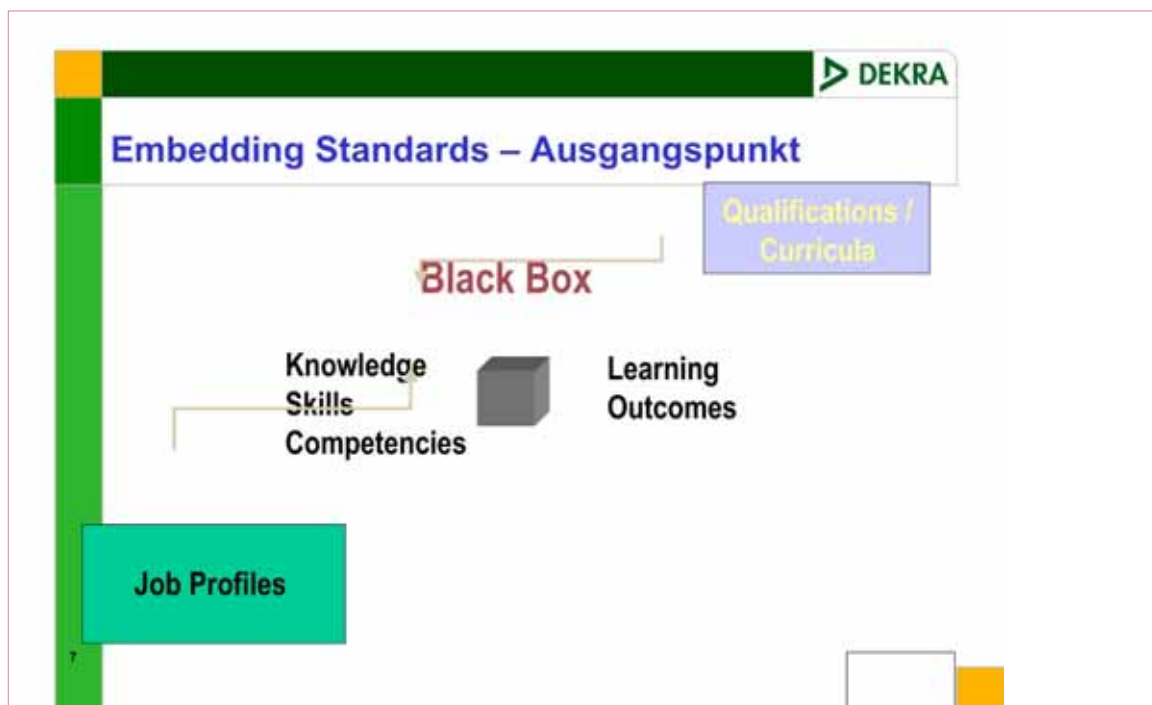 DEKRA
Embedding Standards – Ausgangspunkt
Qualifications /
Curricula
Black Box
Knowledge
Skills
Competencies
Learning
Outcomes
Job Profiles
7